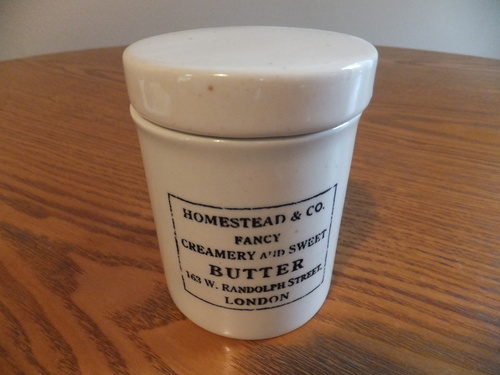 HOMESTEAD & CO.
FANCY
CREAMERY AND SWEET
BUTTER
163 W. RANDOLPH STREET.
LONDON